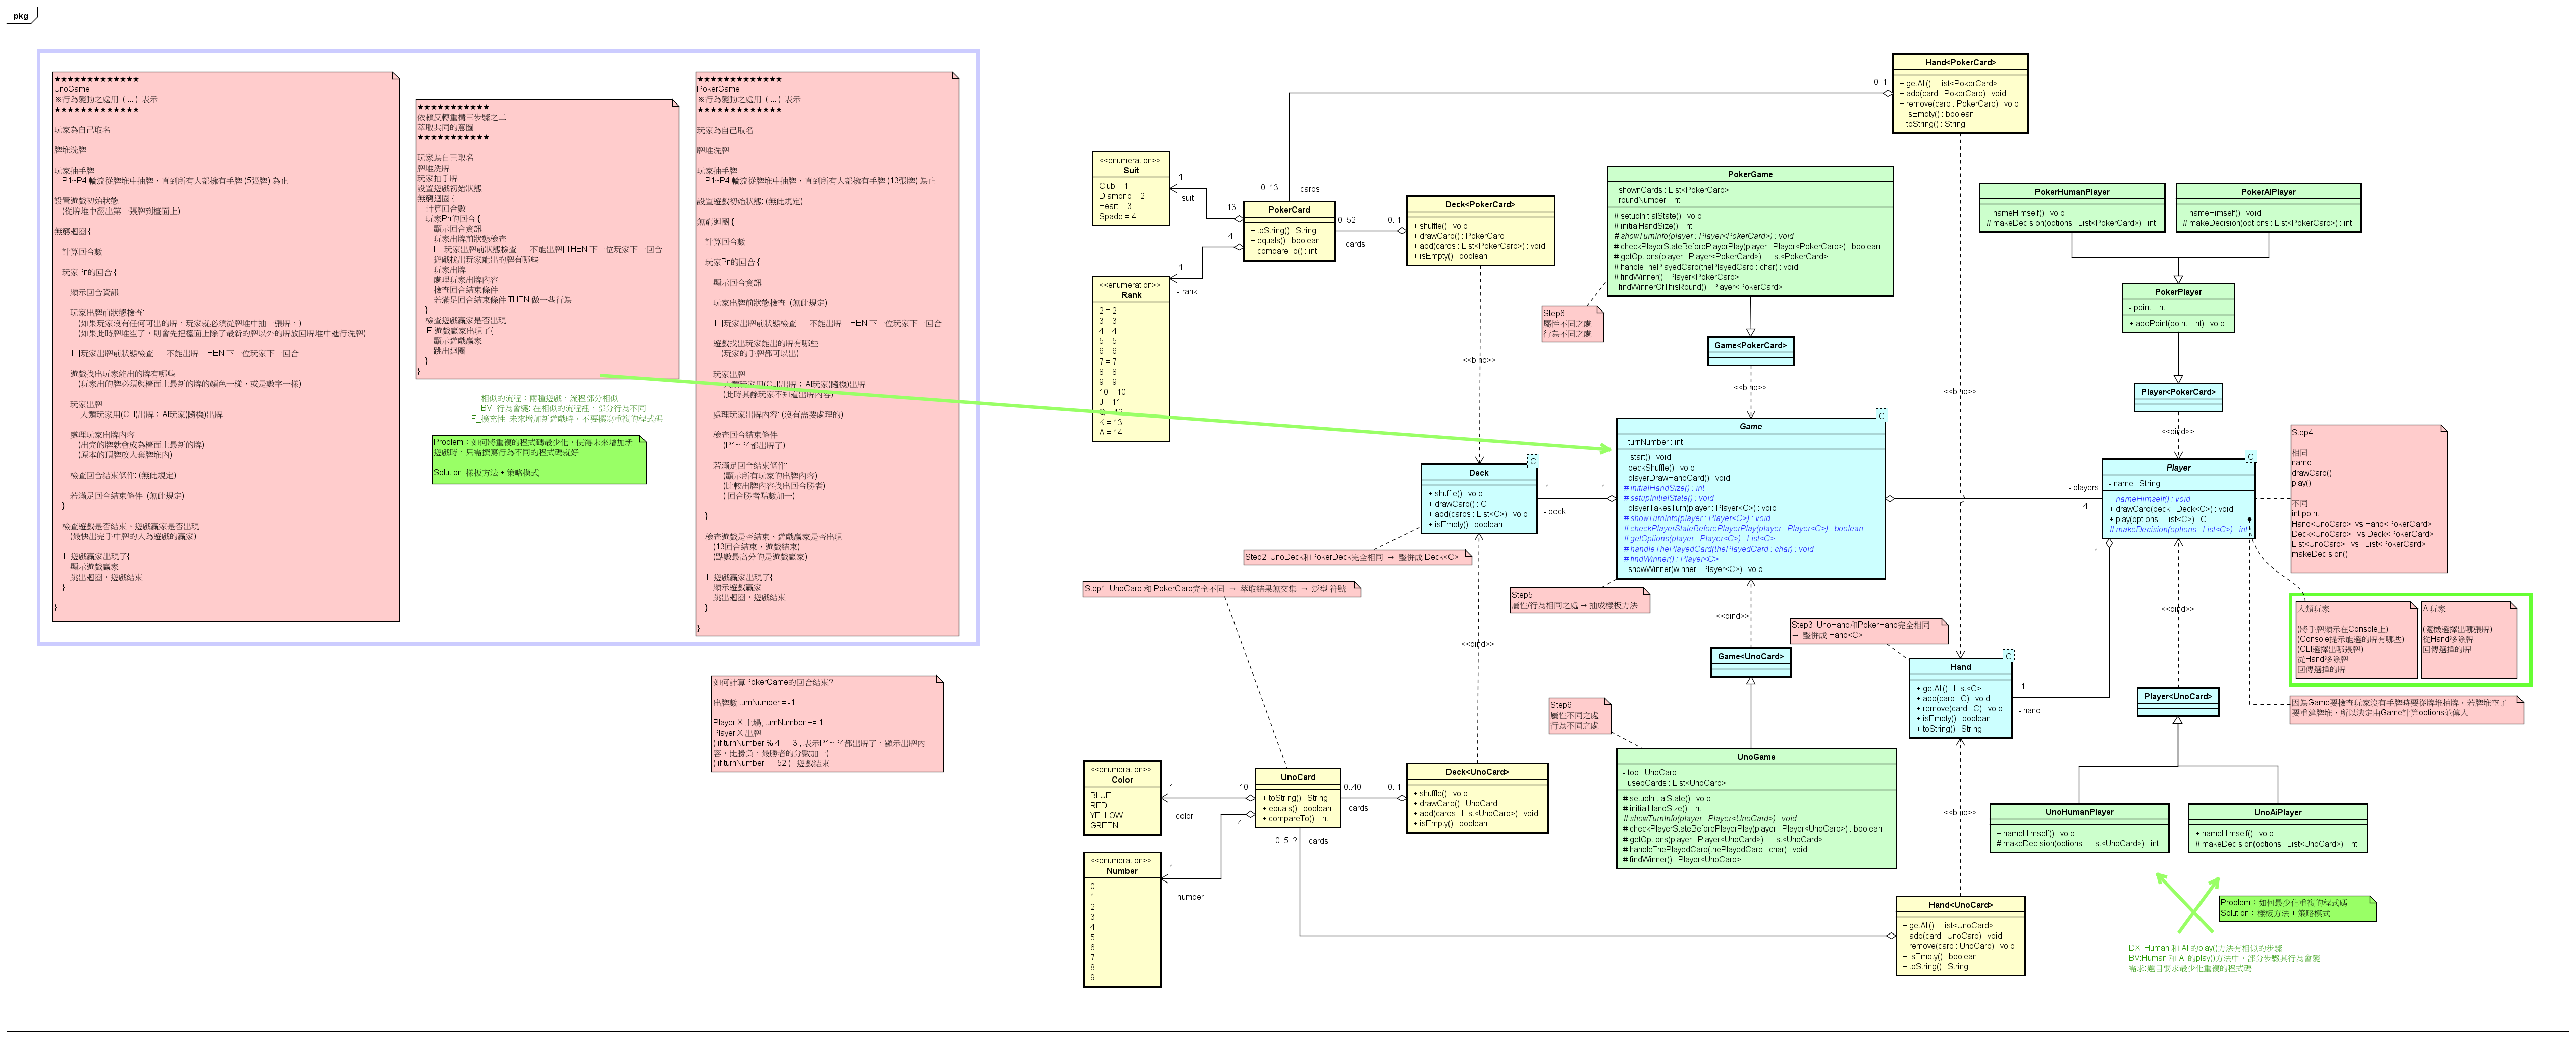 pkg
★★★★★★★★★★★★★
UnoGame
※行為變動之處用 ( ... ) 表示
★★★★★★★★★★★★★
玩家為自己取名
牌堆洗牌
玩家抽手牌:
P1~P4 輪流從牌堆中抽牌，直到所有人都擁有手牌 (5張牌) 為止
設置遊戲初始狀態:
(從牌堆中翻出第一張牌到檯面上)
無窮迴圈 {
計算回合數
玩家Pn的回合 {
顯示回合資訊
玩家出牌前狀態檢查:
(如果玩家沒有任何可出的牌，玩家就必須從牌堆中抽一張牌，)
(如果此時牌堆空了，則會先把檯面上除了最新的牌以外的牌放回牌堆中進行洗牌)
IF [玩家出牌前狀態檢查 == 不能出牌] THEN 下一位玩家下一回合
遊戲找出玩家能出的牌有哪些:
(玩家出的牌必須與檯面上最新的牌的顏色一樣，或是數字一樣)
玩家出牌:
人類玩家用(CLI)出牌；AI玩家(隨機)出牌
處理玩家出牌內容:
(出完的牌就會成為檯面上最新的牌)
(原本的頂牌放入棄牌堆內)
檢查回合結束條件: (無此規定)
若滿足回合結束條件: (無此規定)
}
檢查遊戲是否結束、遊戲贏家是否出現:
(最快出完手中牌的人為遊戲的贏家)
IF 遊戲贏家出現了{
顯示遊戲贏家
跳出迴圈，遊戲結束
}
}
★★★★★★★★★★★
依賴反轉重構三步驟之二
萃取共同的意圖
★★★★★★★★★★★
玩家為自己取名
牌堆洗牌
玩家抽手牌
設置遊戲初始狀態
無窮迴圈 {
計算回合數
玩家Pn的回合 {
顯示回合資訊
玩家出牌前狀態檢查
IF [玩家出牌前狀態檢查 == 不能出牌] THEN 下一位玩家下一回合
遊戲找出玩家能出的牌有哪些
玩家出牌
處理玩家出牌內容
檢查回合結束條件
若滿足回合結束條件 THEN 做一些行為
}
檢查遊戲贏家是否出現
IF 遊戲贏家出現了{
顯示遊戲贏家
跳出迴圈
}
}
F_相似的流程：兩種遊戲，流程部分相似
F_BV_行為會變 在相似的流程裡，部分行為不同
F_擴充性 未來增加新遊戲時，不要撰寫重複的程式碼
Problem：如何將重複的程式碼最少化，使得未來增加新
遊戲時，只需撰寫行為不同的程式碼就好
Solution: 樣板方法 + 策略模式
★★★★★★★★★★★★★
PokerGame
※行為變動之處用 ( ... ) 表示
★★★★★★★★★★★★★
玩家為自己取名
牌堆洗牌
玩家抽手牌:
P1~P4 輪流從牌堆中抽牌，直到所有人都擁有手牌 (13張牌) 為止
設置遊戲初始狀態: (無此規定)
無窮迴圈 {
計算回合數
玩家Pn的回合 {
顯示回合資訊
玩家出牌前狀態檢查: (無此規定)
IF [玩家出牌前狀態檢查 == 不能出牌] THEN 下一位玩家下一回合
遊戲找出玩家能出的牌有哪些:
(玩家的手牌都可以出)
玩家出牌:
人類玩家用(CLI)出牌；AI玩家(隨機)出牌
(此時其餘玩家不知道出牌內容)
處理玩家出牌內容: (沒有需要處理的)
檢查回合結束條件:
(P1~P4都出牌了)
若滿足回合結束條件:
(顯示所有玩家的出牌內容)
(比較出牌內容找出回合勝者)
( 回合勝者點數加一)
}
檢查遊戲是否結束、遊戲贏家是否出現:
(13回合結束，遊戲結束)
(點數最高分的是遊戲贏家)
IF 遊戲贏家出現了{
顯示遊戲贏家
跳出迴圈，遊戲結束
}
}
如何計算PokerGame的回合結束?
出牌數 turnNumber = -1
Player X 上場, turnNumber += 1
Player X 出牌
( if turnNumber % 4 == 3 , 表示P1~P4都出牌了，顯示出牌內
容，比勝負，最勝者的分數加一)
( if turnNumber == 52 ) , 遊戲結束
<<enumeration>>
Suit
Club = 1
Diamond = 2
Heart = 3
Spade = 4
1
- suit
13
4
1
- rank
<<enumeration>>
Rank
2 = 2
3 = 3
4 = 4
5 = 5
6 = 6
7 = 7
8 = 8
9 = 9
10 = 10
J = 11
Q = 12
K = 13
A = 14
PokerCard
+ toString() : String
+ equals() : boolean
+ compareTo() : int
0..13
- cards
0..52
- cards
0..1
Deck<PokerCard>
+ shuffle() : void
+ drawCard() : PokerCard
+ add(cards : List<PokerCard>) : void
+ isEmpty() : boolean
0..1
Hand<PokerCard>
+ getAll() : List<PokerCard>
+ add(card : PokerCard) : void
+ remove(card : PokerCard) : void
+ isEmpty() : boolean
+ toString() : String
PokerGame
- shownCards : List<PokerCard>
- roundNumber : int
# setupInitialState() : void
# initialHandSize() : int
# showTurnInfo(player : Player<PokerCard>) : void
# checkPlayerStateBeforePlayerPlay(player : Player<PokerCard>) : boolean
# getOptions(player : Player<PokerCard>) : List<PokerCard>
# handleThePlayedCard(thePlayedCard : char) : void
# findWinner() : Player<PokerCard>
- findWinnerOfThisRound() : Player<PokerCard>
Step6
屬性不同之處
行為不同之處
Game<PokerCard>
<<bind>>
<<bind>>
<<bind>>
PokerHumanPlayer
+ nameHimself() : void
# makeDecision(options : List<PokerCard>) : int
PokerAIPlayer
+ nameHimself() : void
# makeDecision(options : List<PokerCard>) : int
PokerPlayer
- point : int
+ addPoint(point : int) : void
Player<PokerCard>
<<bind>>
C
Game
- turnNumber : int
+ start() : void
- deckShuffle() : void
- playerDrawHandCard() : void
# initialHandSize() : int
# setupInitialState() : void
- playerTakesTurn(player : Player<C>) : void
# showTurnInfo(player : Player<C>) : void
# checkPlayerStateBeforePlayerPlay(player : Player<C>) : boolean
# getOptions(player : Player<C>) : List<C>
# handleThePlayedCard(thePlayedCard : char) : void
# findWinner() : Player<C>
- showWinner(winner : Player<C>) : void
C
Deck
+ shuffle() : void
+ drawCard() : C
+ add(cards : List<C>) : void
+ isEmpty() : boolean
1
- deck
1
- players
4
C
Player
- name : String
+ nameHimself() : void
+ drawCard(deck : Deck<C>) : void
+ play(options : List<C>) : C
# makeDecision(options : List<C>) : int
1
Step4
相同:
name
drawCard()
play()
不同:
int point
Hand<UnoCard> vs Hand<PokerCard>
Deck<UnoCard> vs Deck<PokerCard>
List<UnoCard> vs List<PokerCard>
makeDecision()
Step2 UnoDeck和PokerDeck完全相同 → 整併成 Deck<C>
Step1 UnoCard 和 PokerCard完全不同 → 萃取結果無交集 → 泛型 符號
Step5
屬性/行為相同之處 → 抽成樣板方法
Step3 UnoHand和PokerHand完全相同
→ 整併成 Hand<C>
人類玩家:
(將手牌顯示在Console上)
(Console提示能選的牌有哪些)
(CLI選擇出哪張牌)
從Hand移除牌
回傳選擇的牌
AI玩家:
(隨機選擇出哪張牌)
從Hand移除牌
回傳選擇的牌
因為Game要檢查玩家沒有手牌時要從牌堆抽牌，若牌堆空了
要重建牌堆，所以決定由Game計算options並傳入
<<bind>>
<<bind>>
<<bind>>
Game<UnoCard>
C
Hand
+ getAll() : List<C>
+ add(card : C) : void
+ remove(card : C) : void
+ isEmpty() : boolean
+ toString() : String
1
- hand
Player<UnoCard>
Step6
屬性不同之處
行為不同之處
UnoGame
- top : UnoCard
- usedCards : List<UnoCard>
# setupInitialState() : void
# initialHandSize() : int
# showTurnInfo(player : Player<UnoCard>) : void
# checkPlayerStateBeforePlayerPlay(player : Player<UnoCard>) : boolean
# getOptions(player : Player<UnoCard>) : List<UnoCard>
# handleThePlayedCard(thePlayedCard : char) : void
# findWinner() : Player<UnoCard>
<<enumeration>>
Color
BLUE
RED
YELLOW
GREEN
1
- color
10
4
1
- number
<<enumeration>>
Number
0
1
2
3
4
5
6
7
8
9
UnoCard
+ toString() : String
+ equals() : boolean
+ compareTo() : int
0..40
- cards
0..1
0..5..?
- cards
Deck<UnoCard>
+ shuffle() : void
+ drawCard() : UnoCard
+ add(cards : List<UnoCard>) : void
+ isEmpty() : boolean
<<bind>>
UnoHumanPlayer
+ nameHimself() : void
# makeDecision(options : List<UnoCard>) : int
UnoAiPlayer
+ nameHimself() : void
# makeDecision(options : List<UnoCard>) : int
Hand<UnoCard>
+ getAll() : List<UnoCard>
+ add(card : UnoCard) : void
+ remove(card : UnoCard) : void
+ isEmpty() : boolean
+ toString() : String
Problem：如何最少化重複的程式碼
Solution：樣板方法 + 策略模式
F_DX: Human 和 AI 的play()方法有相似的步驟
F_BV:Human 和 AI 的play()方法中，部分步驟其行為會變
F_需求:題目要求最少化重複的程式碼